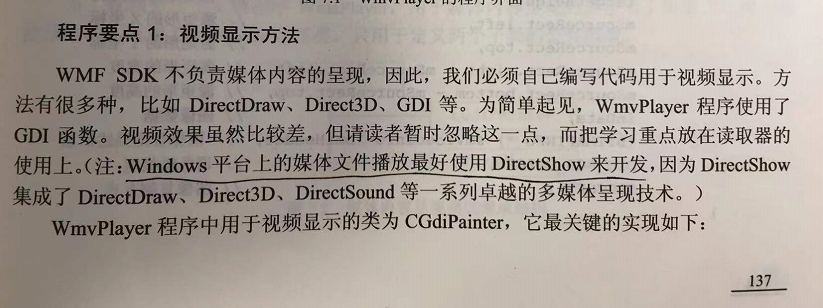 程序要点 1：视频显示方法
WMF SDK 不负责媒体内容的呈现，因此，我们必须自己编写代码用于视频显示。方
法有很多种，比如 DirectDraw、Direct3D、GDI 等。为简单起见，WmvPlayer 程序使用了
GDI 函数。视频效果虽然比较差，但请读者暂时忽略这一点，而把学习重点放在读取器的
使用上。（注：Windows 平台上的媒体文件播放最好使用 DirectShow 来开发，因为 DirectShow
集成了 DirectDraw、Direct3D、DirectSound 等一系列卓越的多媒体呈现技术。）
WmvPlayer 程序中用于视频显示的类为 CGdiPainter，它最关键的实现如下：
137